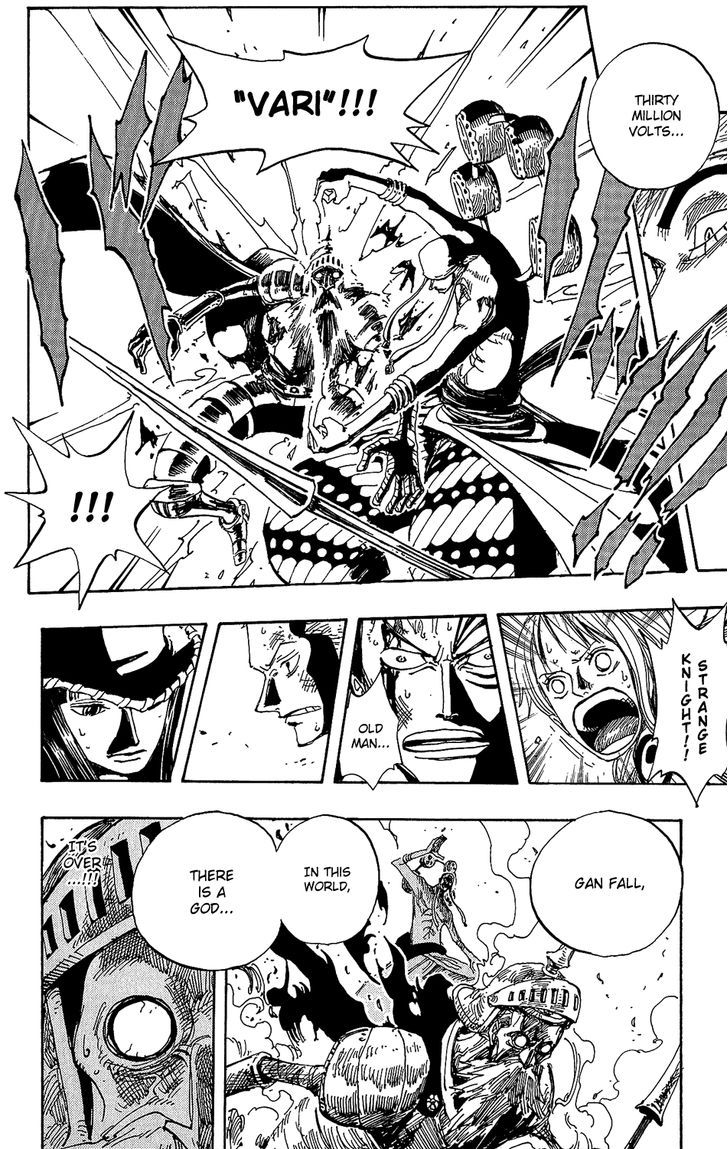 THIRTY
MILLION
VOLTS...
"VARI"!!!
!!!
STRANGE
KNIGHT!!
OLD
MAN...
GAN FALL,
IN THIS
WORLD,
THERE
IS A
GOD...
IT'S
OVER
...!!!